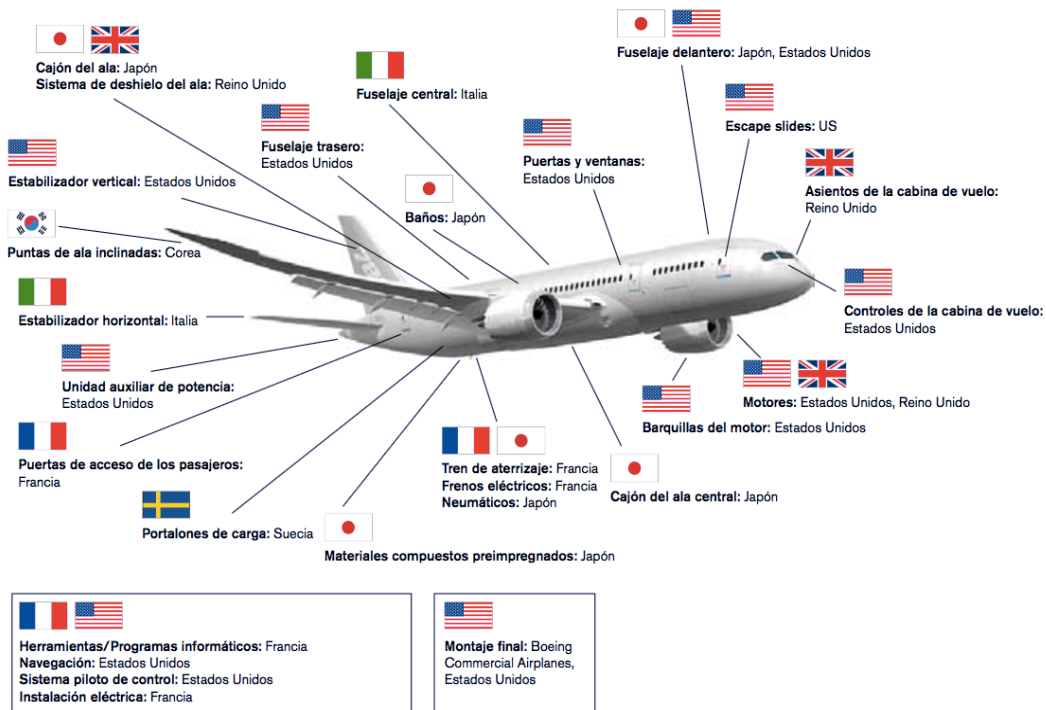 Cajón del ala: Japón
Sistema de deshielo del ala: Reino Unido
Fuselaje delantero: Japón, Estados Unidos
Fuselaje central: Italia
Escape slides: US
Fuselaje trasero:
Estados Unidos
Puertas y ventanas:
Estados Unidos
Estabilizador vertical: Estados Unidos
Asientos de la cabina de vuelo:
Reino Unido
Baños: Japón
Puntas de ala inclinadas: Corea
Estabilizador horizontal: Italia
Controles de la cabina de vuelo:
Estados Unidos
Unidad auxiliar de potencia:
Estados Unidos
Motores: Estados Unidos, Reino Unido
Barquillas del motor: Estados Unidos
Puertas de acceso de los pasajeros:
Francia
Tren de aterrizaje: Francia
Frenos eléctricos: Francia
Neumáticos: Japón
Cajón del ala central: Japón
Portalones de carga: Suecia
Materiales compuestos preimpregnados: Japón
Herramientas/Programas informáticos: Francia
Navegación: Estados Unidos
Sistema piloto de control: Estados Unidos
Instalación eléctrica: Francia
Montaje final: Boeing
Commercial Airplanes,
Estados Unidos